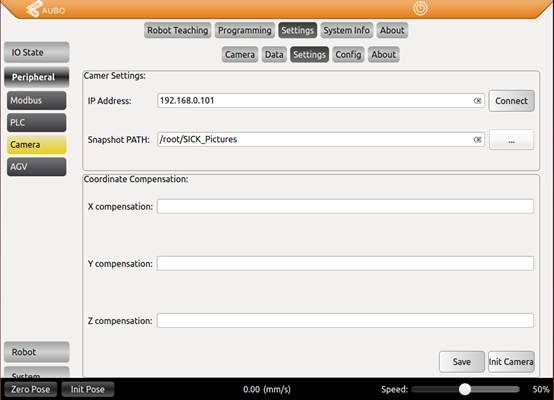 AUBO
Robot Teaching Programming Settings System Info About
Camera Data Settings Config About
IO State
Peripheral
Modbus
PLC
Camera
AGV
Robot
System
Camer Settings:
IP Address: 192.168.0.101 Connect
Snapshot PATH: /root/SICK_Pictures ...
Coordinate Compensation:
X compensation:
Y compensation:
Z compensation:
Save Init Camera
Zero Pose Init Pose 0.00 (mm/s) Speed: 50%